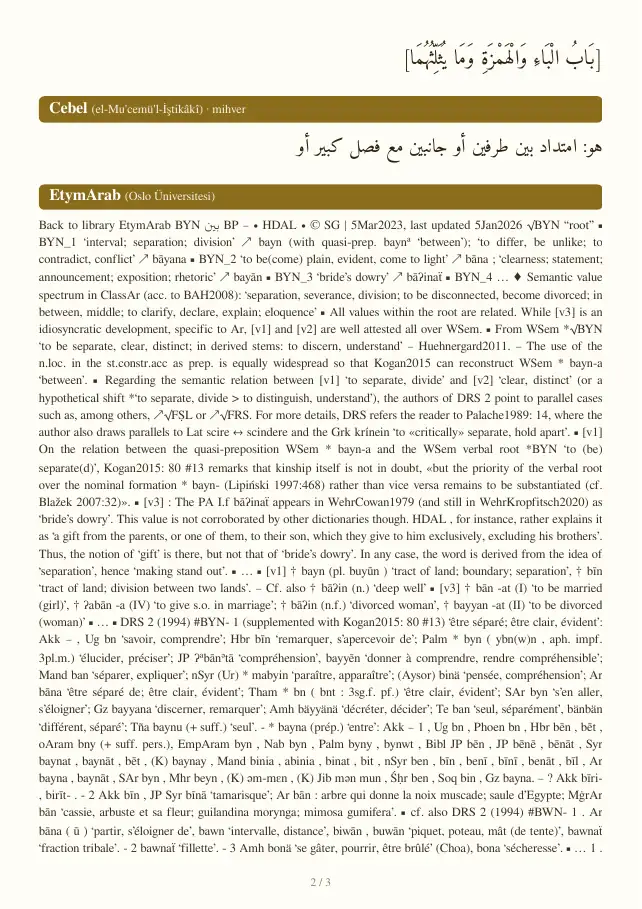 [بَابُ الْبَاءِ وَالْهَمْزَةِ وَمَا يُثَلِّثُهُمَا]
Cebel (el-Mu'cemü'l-İştikâkî) · mihver
هو: امتداد بين طرفين أو جانبين مع فصل كبير أو
EtymArab (Oslo Üniversitesi)
Back to library EtymArab BYN بين BP – • HDAL • © SG | 5Mar2023, last updated 5Jan2026 √BYN “root” ▪
BYN_1 ‘interval; separation; division’ ↗ bayn (with quasi-prep. baynᵃ ‘between’); ‘to differ, be unlike; to
contradict, conflict’ ↗ bāyana ▪ BYN_2 ‘to be(come) plain, evident, come to light’ ↗ bāna ; ‘clearness; statement;
announcement; exposition; rhetoric’ ↗ bayān ▪ BYN_3 ‘bride’s dowry’ ↗ bāʔinaẗ ▪ BYN_4 … ♦ Semantic value
spectrum in ClassAr (acc. to BAH2008): ‘separation, severance, division; to be disconnected, become divorced; in
between, middle; to clarify, declare, explain; eloquence’ ▪ All values within the root are related. While [v3] is an
idiosyncratic development, specific to Ar, [v1] and [v2] are well attested all over WSem. ▪ From WSem *√BYN
‘to be separate, clear, distinct; in derived stems: to discern, understand’ – Huehnergard2011. – The use of the
n.loc. in the st.constr.acc as prep. is equally widespread so that Kogan2015 can reconstruct WSem * bayn-a
‘between’. ▪ Regarding the semantic relation between [v1] ‘to separate, divide’ and [v2] ‘clear, distinct’ (or a
hypothetical shift *‘to separate, divide > to distinguish, understand’), the authors of DRS 2 point to parallel cases
such as, among others, ↗√FṢL or ↗√FRS. For more details, DRS refers the reader to Palache1989: 14, where the
author also draws parallels to Lat scire ↔ scindere and the Grk krínein ‘to «critically» separate, hold apart’. ▪ [v1]
On the relation between the quasi-preposition WSem * bayn-a and the WSem verbal root *BYN ‘to (be)
separate(d)’, Kogan2015: 80 #13 remarks that kinship itself is not in doubt, «but the priority of the verbal root
over the nominal formation * bayn- (Lipiński 1997:468) rather than vice versa remains to be substantiated (cf.
Blažek 2007:32)». ▪ [v3] : The PA I.f bāʔinaẗ appears in WehrCowan1979 (and still in WehrKropfitsch2020) as
‘bride’s dowry’. This value is not corroborated by other dictionaries though. HDAL , for instance, rather explains it
as ‘a gift from the parents, or one of them, to their son, which they give to him exclusively, excluding his brothers’.
Thus, the notion of ‘gift’ is there, but not that of ‘bride’s dowry’. In any case, the word is derived from the idea of
‘separation’, hence ‘making stand out’. ▪ … ▪ [v1] † bayn (pl. buyūn ) ‘tract of land; boundary; separation’, † bīn
‘tract of land; division between two lands’. – Cf. also † bāʔin (n.) ‘deep well’ ▪ [v3] † bān -at (I) ‘to be married
(girl)’, † ʔabān -a (IV) ‘to give s.o. in marriage’; † bāʔin (n.f.) ‘divorced woman’, † bayyan -at (II) ‘to be divorced
(woman)’ ▪ … ▪ DRS 2 (1994) #BYN- 1 (supplemented with Kogan2015: 80 #13) ‘être séparé; être clair, évident’:
Akk – , Ug bn ‘savoir, comprendre’; Hbr bīn ‘remarquer, s’apercevoir de’; Palm * byn ( ybn(w)n , aph. impf.
3pl.m.) ‘élucider, préciser’; JP ʔᵃbānᵊtā ‘compréhension’, bayyēn ‘donner à comprendre, rendre compréhensible’;
Mand ban ‘séparer, expliquer’; nSyr (Ur) * mabyin ‘paraître, apparaître’; (Aysor) binä ‘pensée, compréhension’; Ar
bāna ‘être séparé de; être clair, évident’; Tham * bn ( bnt : 3sg.f. pf.) ‘être clair, évident’; SAr byn ‘s’en aller,
s’éloigner’; Gz bayyana ‘discerner, remarquer’; Amh bäyyänä ‘décréter, décider’; Te ban ‘seul, séparément’, bänbän
‘différent, séparé’; Tña baynu (+ suff.) ‘seul’. - * bayna (prép.) ‘entre’: Akk – 1 , Ug bn , Phoen bn , Hbr bēn , bēt ,
oAram bny (+ suff. pers.), EmpAram byn , Nab byn , Palm byny , bynwt , Bibl JP bēn , JP bēnē , bēnāt , Syr
baynat , baynāt , bēt , (K) baynay , Mand binia , abinia , binat , bit , nSyr ben , bīn , benī , bīnī , benāt , bīl , Ar
bayna , baynāt , SAr byn , Mhr beyn , (K) əm-mɛn , (K) Jib mən mun , Śḥr ben , Soq bin , Gz bayna. – ? Akk bīri-
, birīt- . - 2 Akk bīn , JP Syr bīnā ‘tamarisque’; Ar bān : arbre qui donne la noix muscade; saule d’Egypte; MġrAr
bān ‘cassie, arbuste et sa fleur; guilandina morynga; mimosa gumifera’. ▪ cf. also DRS 2 (1994) #BWN- 1 . Ar
bāna ( ū ) ‘partir, s’éloigner de’, bawn ‘intervalle, distance’, biwān , buwān ‘piquet, poteau, mât (de tente)’, bawnaẗ
‘fraction tribale’. - 2 bawnaẗ ‘fillette’. - 3 Amh bonä ‘se gâter, pourrir, être brûlé’ (Choa), bona ‘sécheresse’. ▪ … 1 .
2 / 3